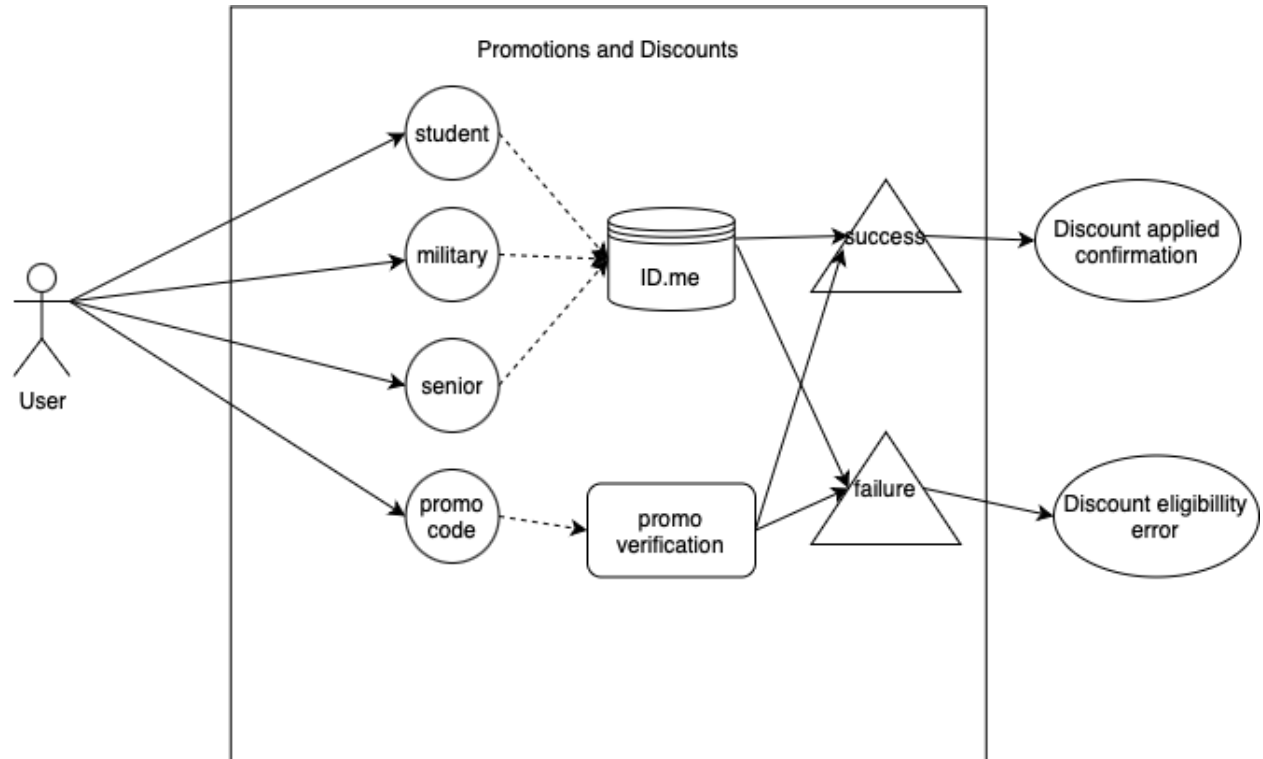 Promotions and Discounts
student
military
senior
promo
code
User
ID.me
promo
verification
success
failure
Discount applied
confirmation
Discount eligibillity
error